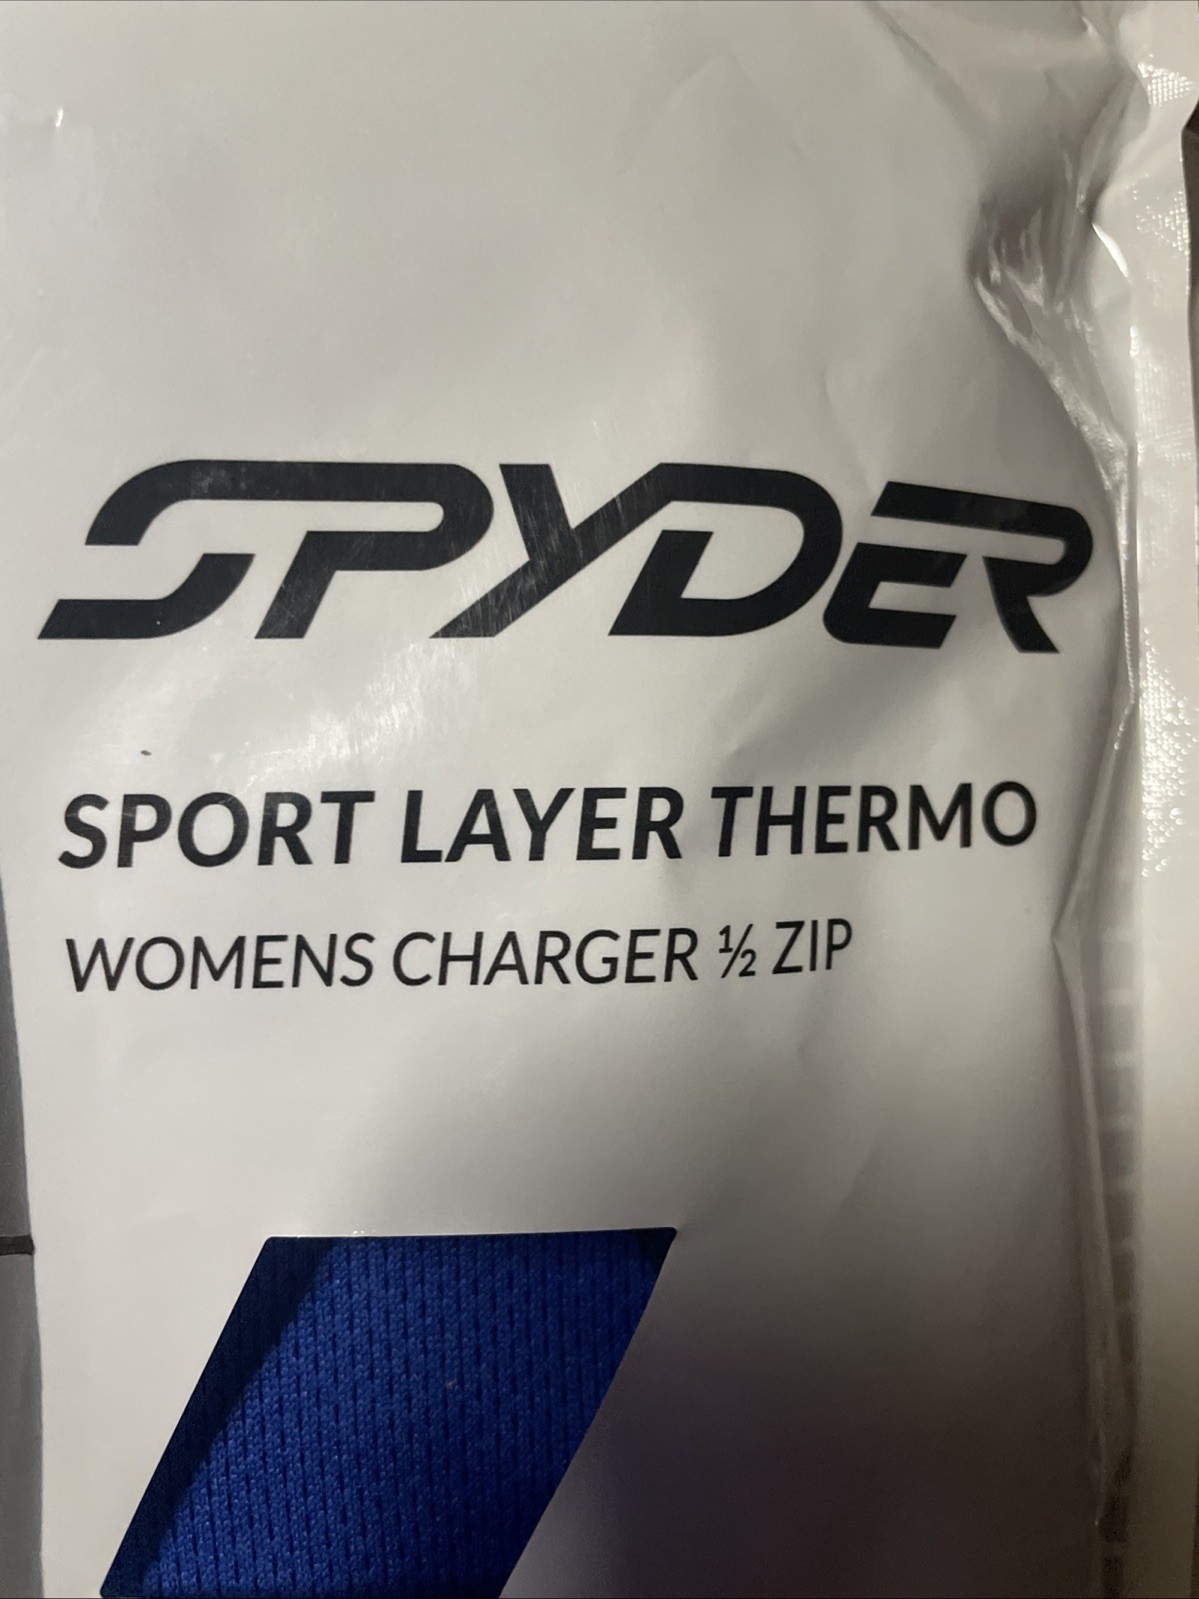 SPYDER
SPORT LAYER THERMO
WOMENS CHARGER ½ ZIP